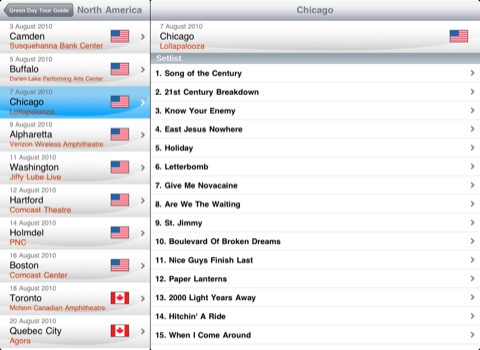 Green Day Tour Guide
North America
3 August 2010
Camden
Susquehanna Bank Center
5 August 2010
Buffalo
Darien Lake Performing Arts Center
7 August 2010
Chicago
Lollapalooza
9 August 2010
Alpharetta
Verizon Wireless Amphitheatre
11 August 2010
Washington
Jiffy Lube Live
12 August 2010
Hartford
Comcast Theatre
14 August 2010
Holmdel
PNC
16 August 2010
Boston
Comcast Center
18 August 2010
Toronto
Molson Canadian Amphitheatre
20 August 2010
Quebec City
Agora
Chicago
7 August 2010
Chicago
Lollapalooza
Setlist
1. Song of the Century
2. 21st Century Breakdown
3. Know Your Enemy
4. East Jesus Nowhere
5. Holiday
6. Letterbomb
7. Give Me Novacaine
8. Are We The Waiting
9. St. Jimmy
10. Boulevard Of Broken Dreams
11. Nice Guys Finish Last
12. Paper Lanterns
13. 2000 Light Years Away
14. Hitchin' A Ride
15. When I Come Around